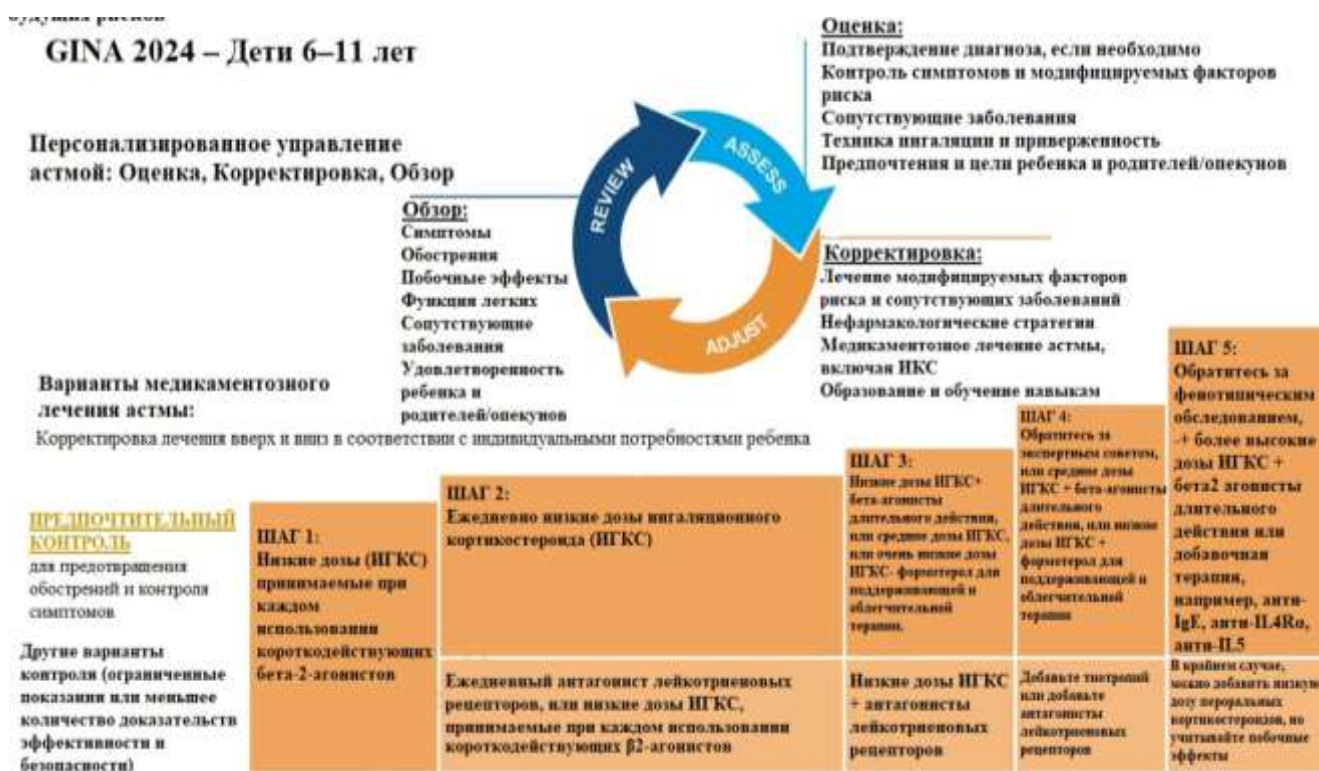 будущих рисков
GINA 2024 – Дети 6–11 лет
Персонализированное управление
астмой: Оценка, Корректировка, Обзор
Оценка:
Подтверждение диагноза, если необходимо
Контроль симптомов и модифицируемых факторов
риска
Сопутствующие заболевания
Техника ингаляции и приверженность
Предпочтения и цели ребенка и родителей/опекунов
REVIEW
ASSESS
ADJUST
Обзор:
Симптомы
Обострения
Побочные эффекты
Функция легких
Сопутствующие
заболевания
Удовлетворенность
ребенка и
родителей/опекунов
Корректировка:
Лечение модифицируемых факторов
риска и сопутствующих заболеваний
Нефармакологические стратегии
Медикаментозное лечение астмы,
включая ИКС
Образование и обучение навыкам
Варианты медикаментозного
лечения астмы:
Корректировка лечения вверх и вниз в соответствии с индивидуальными потребностями ребенка
ПРЕДПОЧТИТЕЛЬНЫЙ
КОНТРОЛЬ
для предотвращения
обострений и контроля
симптомов
ШАГ 1:
Низкие дозы (ИГКС)
принимаемые при
каждом
использовании
короткодействующих
бета-2-агонистов
ШАГ 2:
Ежедневно низкие дозы ингаляционного
кортикостероида (ИГКС)
ШАГ 3:
Низкие дозы ИГКС+
бета-агонисты
длительного действия,
или средние дозы ИГКС,
или очень низкие дозы
ИГКС- формотерол для
поддерживающей и
облегчительной
терапии.
ШАГ 4:
Обратитесь за
экспертным советом,
или средние дозы
ИГКС + бета-агонисты
длительного
действия, или низкие
дозы ИГКС +
формотерол для
поддерживающей и
облегчительной
терапии
ШАГ 5:
Обратитесь за
фенотипическим
обследованием,
-+ более высокие
дозы ИГКС +
бета2 агонисты
длительного
действия или
добавочная
терапия,
например, анти-
IgE, анти-IL4Rα,
анти-IL5
Другие варианты
контроля (ограниченные
показания или меньшее
количество доказательств
эффективности и
безопасности)
Ежедневный антагонист лейкотриеновых
рецепторов, или низкие дозы ИГКС,
принимаемые при каждом использовании
короткодействующих β2-агонистов
Низкие дозы ИГКС
+ антагонисты
лейкотриеновых
рецепторов
Добавьте тиотропий
или добавьте
антагонисты
лейкотриеновых
рецепторов
В крайнем случае,
можно добавить низкую
дозу пероральных
кортикостероидов, но
учитывайте побочные
эффекты